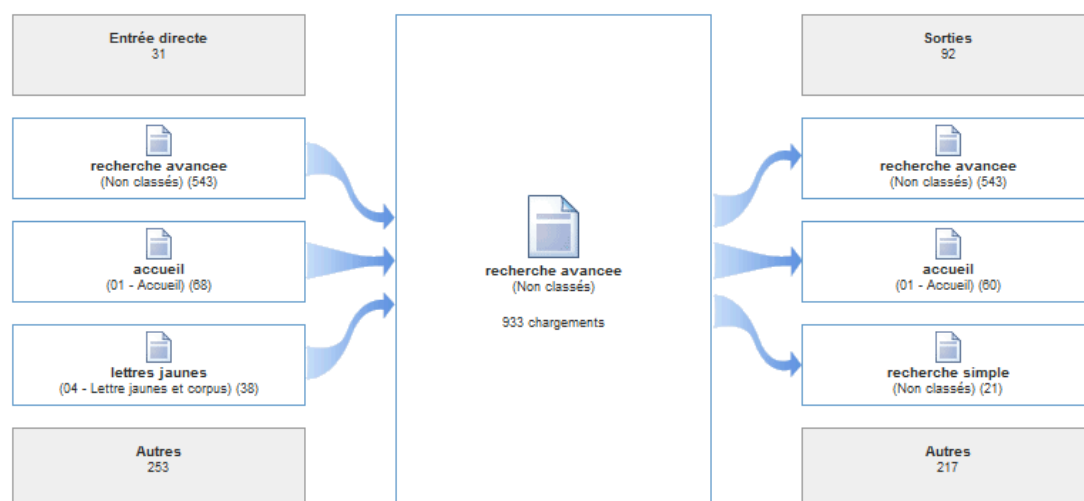 Entrée directe
31
recherche avancee
(Non classés) (543)
accueil
(01 - Accueil) (68)
lettres jaunes
(04 - Lettre jaunes et corpus) (38)
Autres
253
recherche avancee
(Non classés)
933 chargements
Sorties
92
recherche avancee
(Non classés) (543)
accueil
(01 - Accueil) (60)
recherche simple
(Non classés) (21)
Autres
217